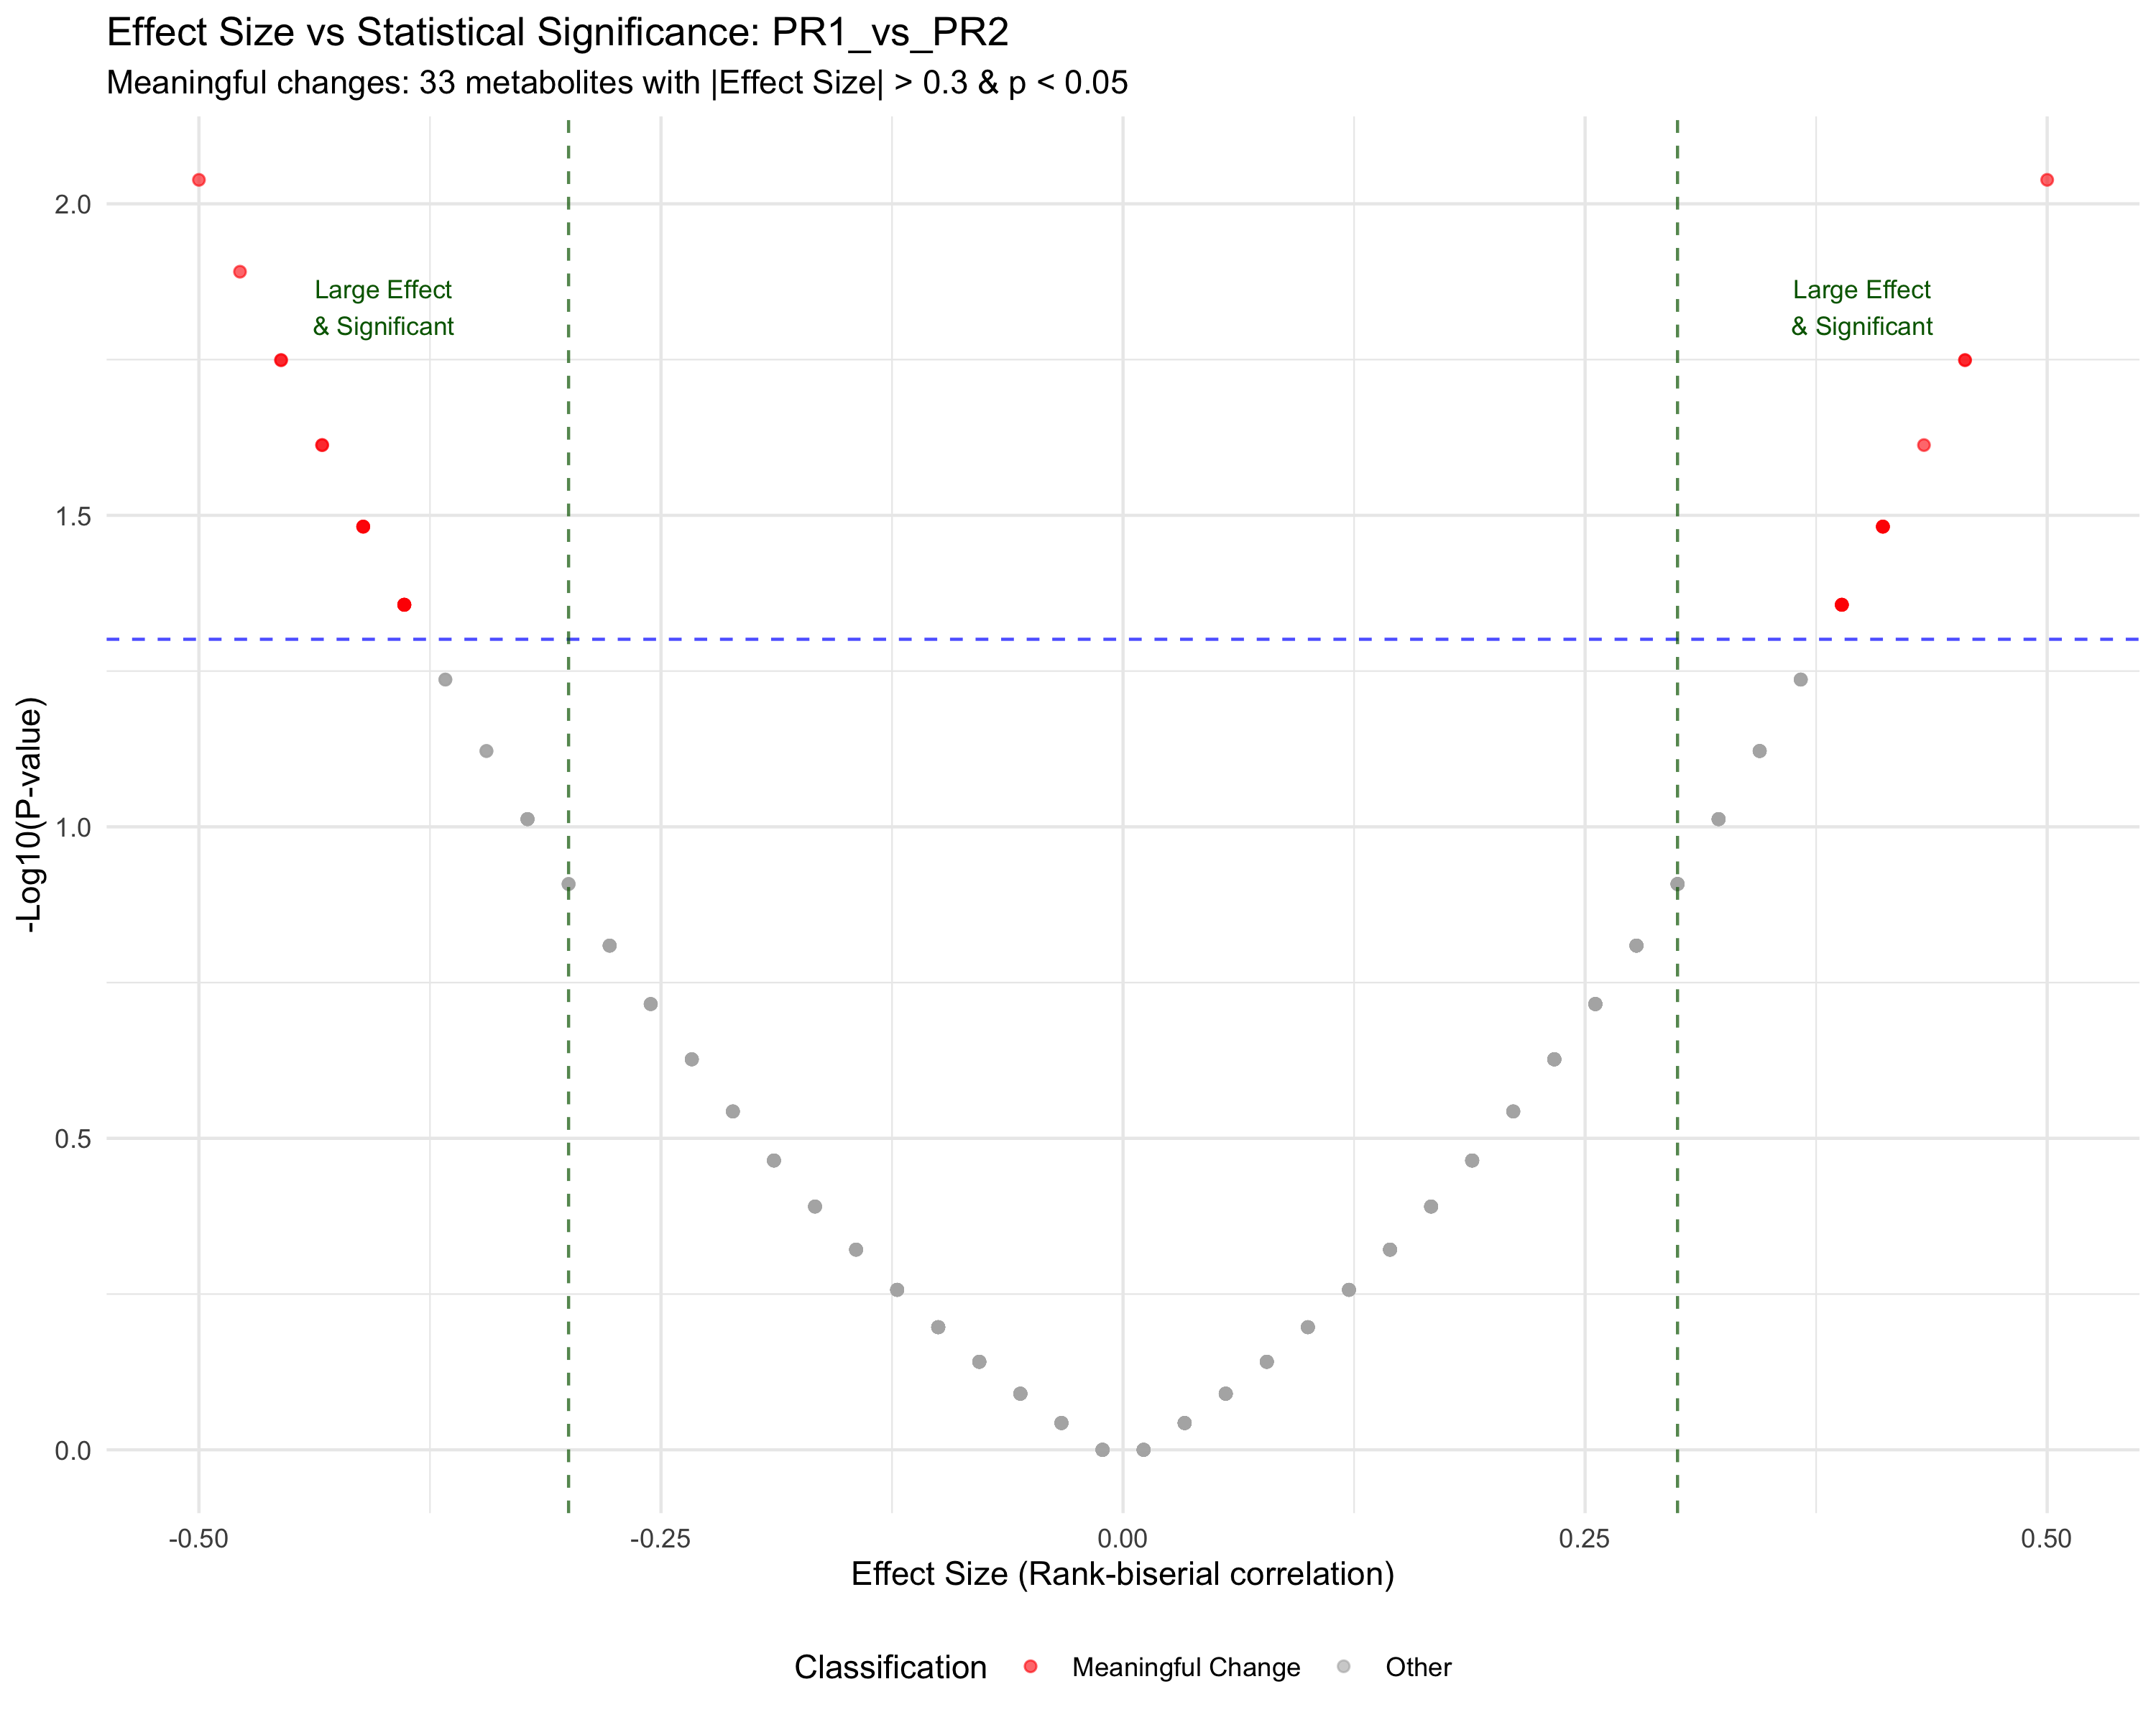 Effect Size vs Statistical Significance: PR1_vs_PR2
Meaningful changes: 33 metabolites with |Effect Size| > 0.3 & p < 0.05
Large Effect
& Significant
Large Effect
& Significant
-Log10(P-value)
2.0
1.5
1.0
0.5
0.0
-0.50
-0.25
0.00
0.25
0.50
Effect Size (Rank-biserial correlation)
Classification
Meaningful Change
Other